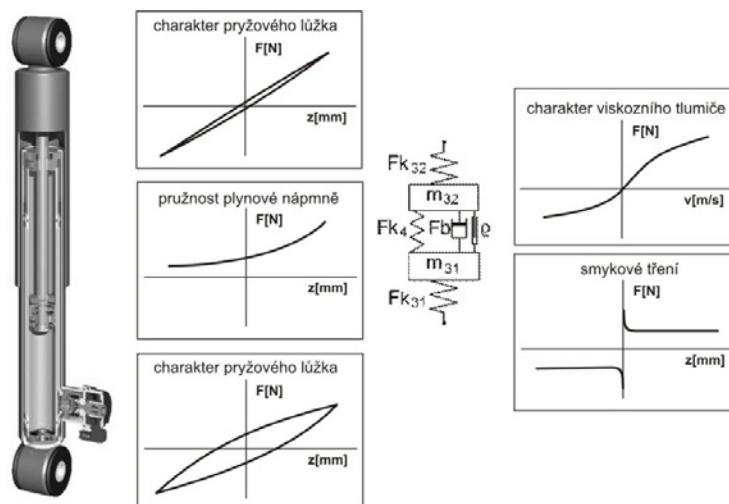 charakter pryžového lůžka
F[N]
z[mm]
pružnost plynové nápmně
F[N]
z[mm]
charakter pryžového lůžka
F[N]
z[mm]
Fk32
m32
Fk4 Fb ϱ
m31
Fk31
charakter viskozního tlumiče
F[N]
v[m/s]
smykové tření
F[N]
z[mm]